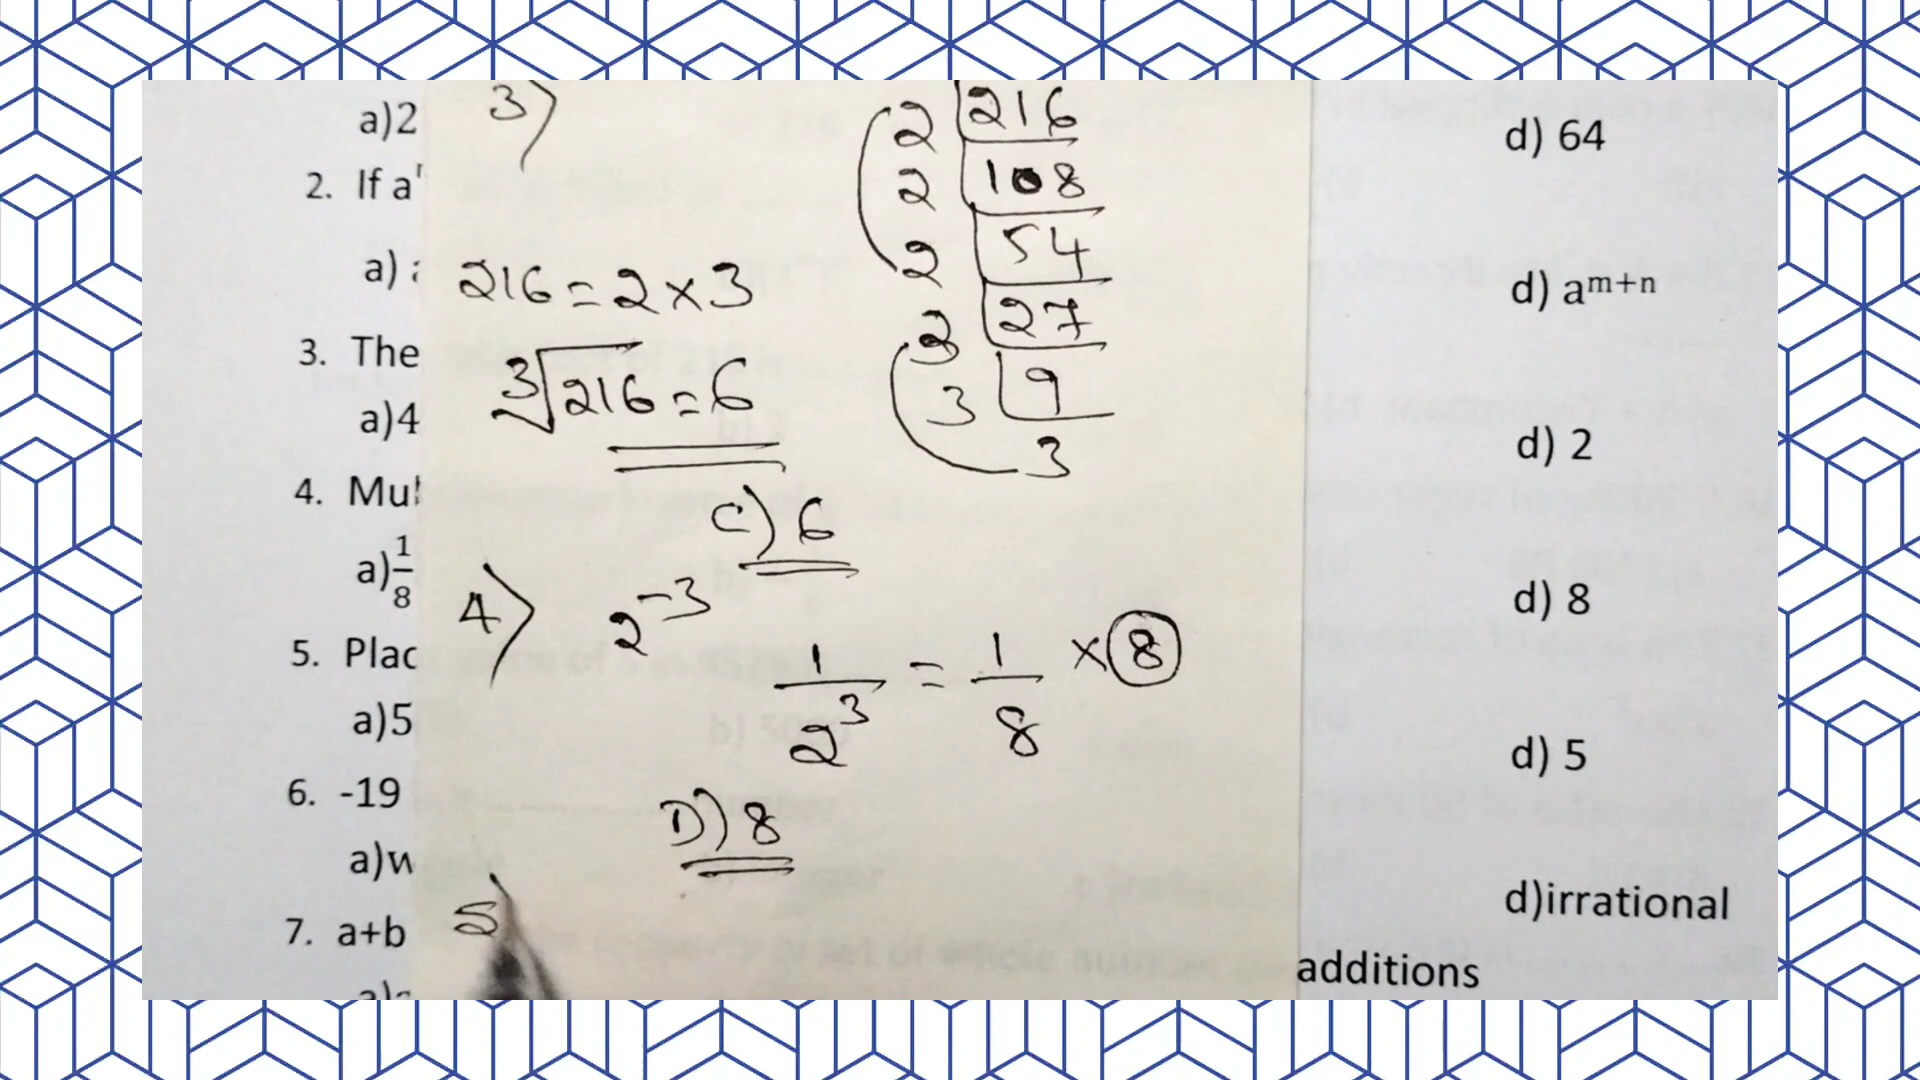 3)
2 216
2 108
2 54
2 27
3 9
3
216 = 2 x 3
3√216 = 6
C) 6
4) 2^-3
1/2^3 = 1/8 × 8
D) 8
5
a)2
d) 64
2. If a
a)
d) a^m+n
3. The
a)4
d) 2
4. Mul
a)1/8
d) 8
5. Plac
a)5
d) 5
6. -19
a)w
d)irrational
7. a+b
additions